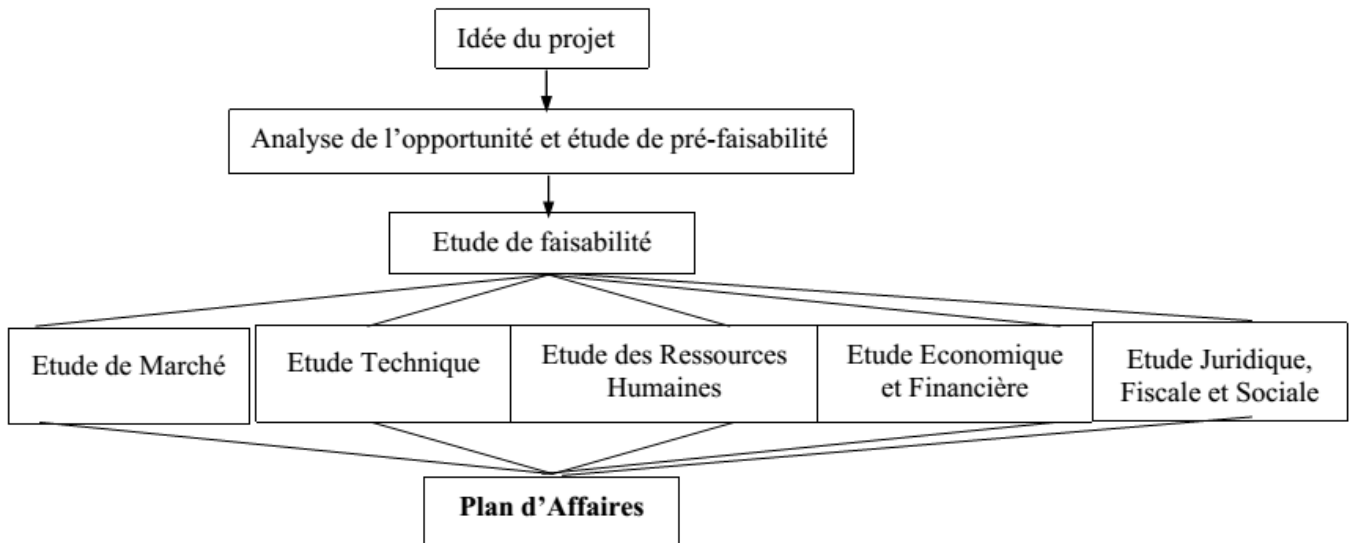 Idée du projet
Analyse de l’opportunité et étude de pré-faisabilité
Etude de faisabilité
Etude de Marché
Etude Technique
Etude des Ressources
Humaines
Etude Economique
et Financière
Etude Juridique,
Fiscale et Sociale
Plan d’Affaires